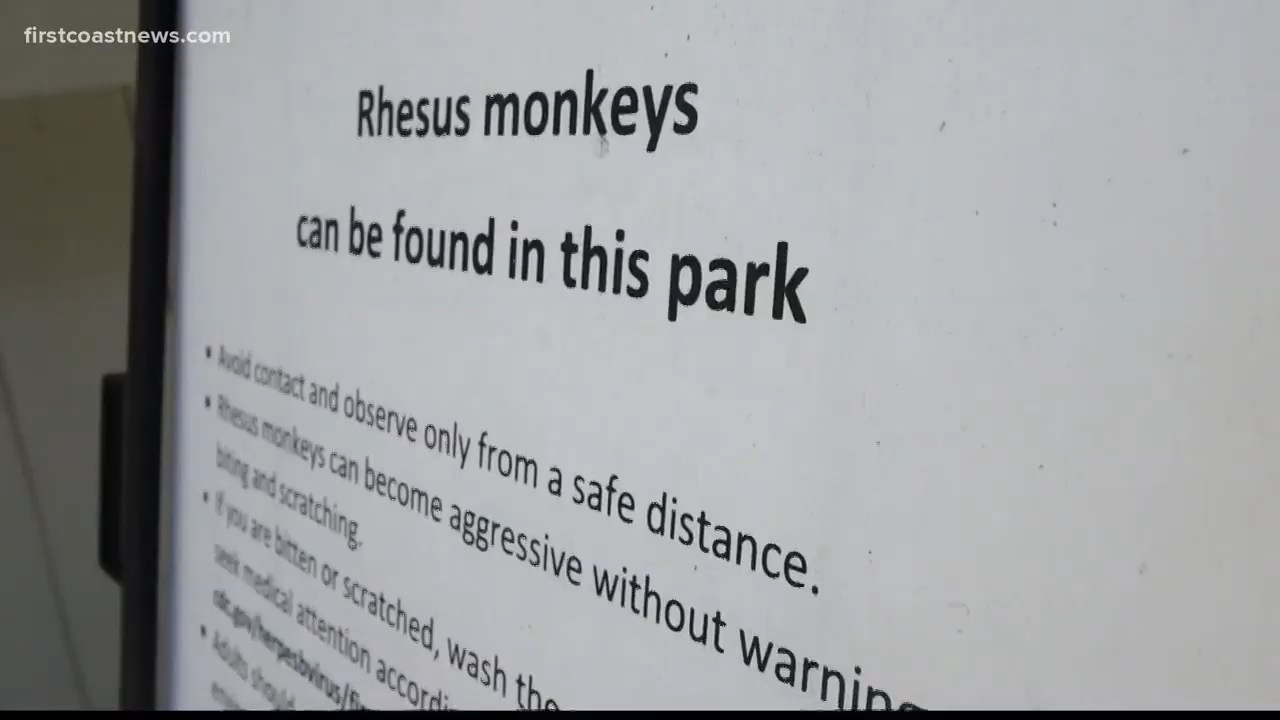 firstcoastnews.com
Rhesus monkeys
can be found in this park
• Avoid contact and observe only from a safe distance.
• Rhesus monkeys can become aggressive without warning
biting and scratching.
• If you are bitten or scratched, wash the
seek medical attention accordin
cdc.gov/herpesbvirus/fir
• Adults should